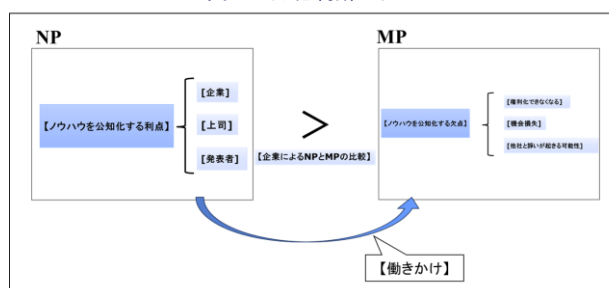 NP
MP
【ノウハウを公知化する利点】
[企業]
[上司]
[発表者]
>
【企業によるNPとMPの比較】
【ノウハウを公知化する欠点】
[権利化できなくなる]
[機会損失]
[他社と諍いが起きる可能性]
【働きかけ】